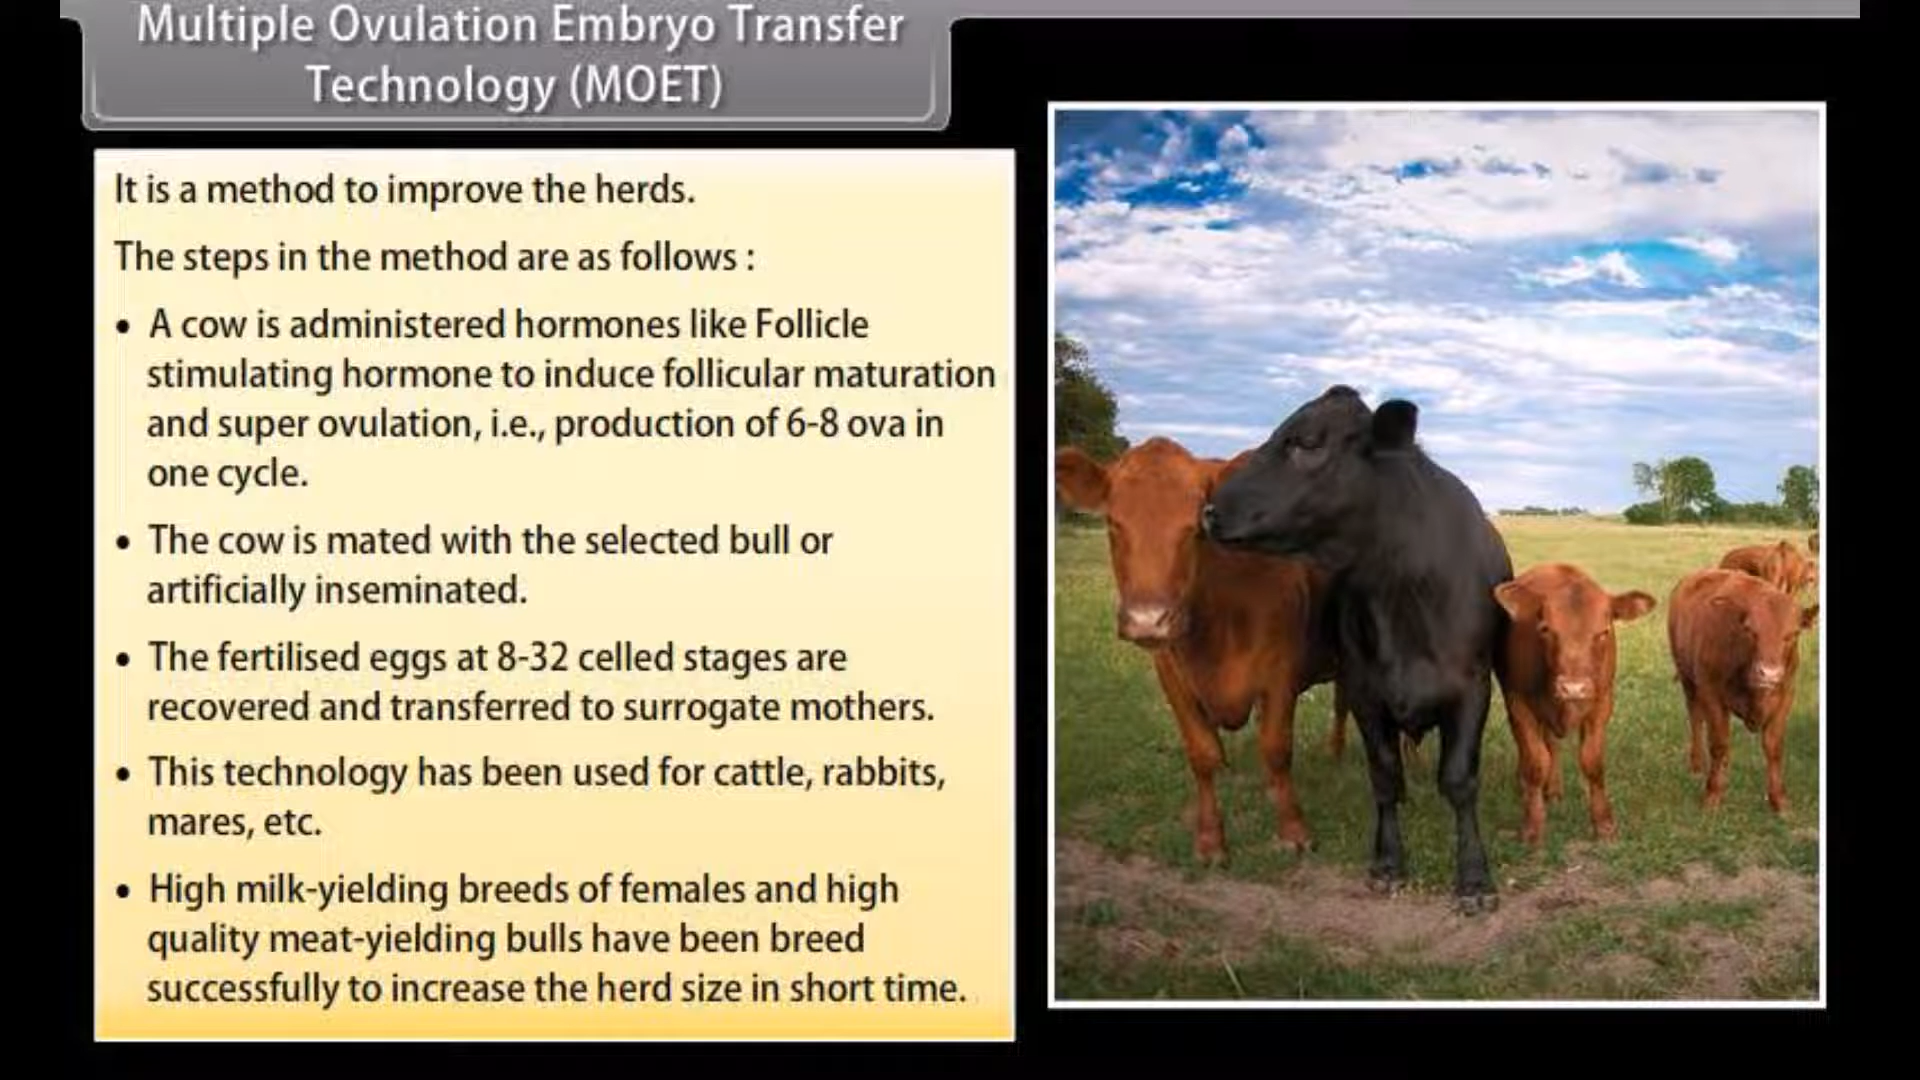 Multiple Ovulation Embryo Transfer
Technology (MOET)
It is a method to improve the herds.
The steps in the method are as follows :
• A cow is administered hormones like Follicle
stimulating hormone to induce follicular maturation
and super ovulation, i.e., production of 6-8 ova in
one cycle.
• The cow is mated with the selected bull or
artificially inseminated.
• The fertilised eggs at 8-32 celled stages are
recovered and transferred to surrogate mothers.
• This technology has been used for cattle, rabbits,
mares, etc.
• High milk-yielding breeds of females and high
quality meat-yielding bulls have been breed
successfully to increase the herd size in short time.